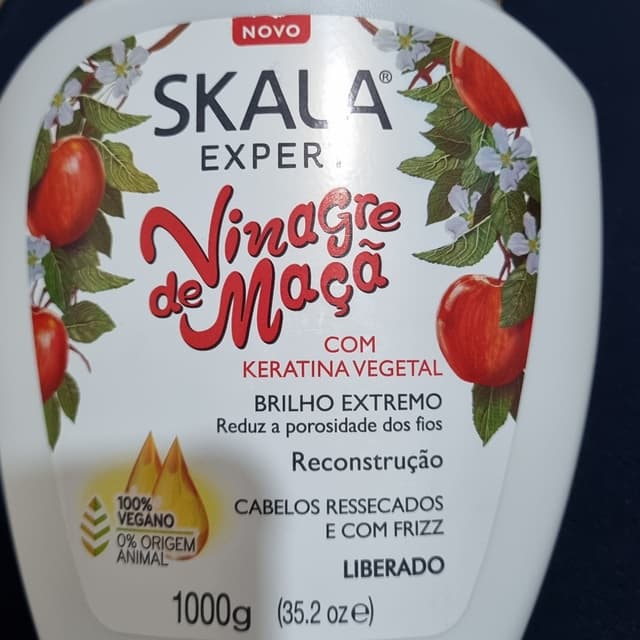 NOVO
SKALA®
EXPERT
Vinagre
de Maçã
COM
KERATINA VEGETAL
BRILHO EXTREMO
Reduz a porosidade dos fios
Reconstrução
CABELOS RESSECADOS
E COM FRIZZ
LIBERADO
100%
VEGANO
0% ORIGEM
ANIMAL
1000g (35.2 oz e)